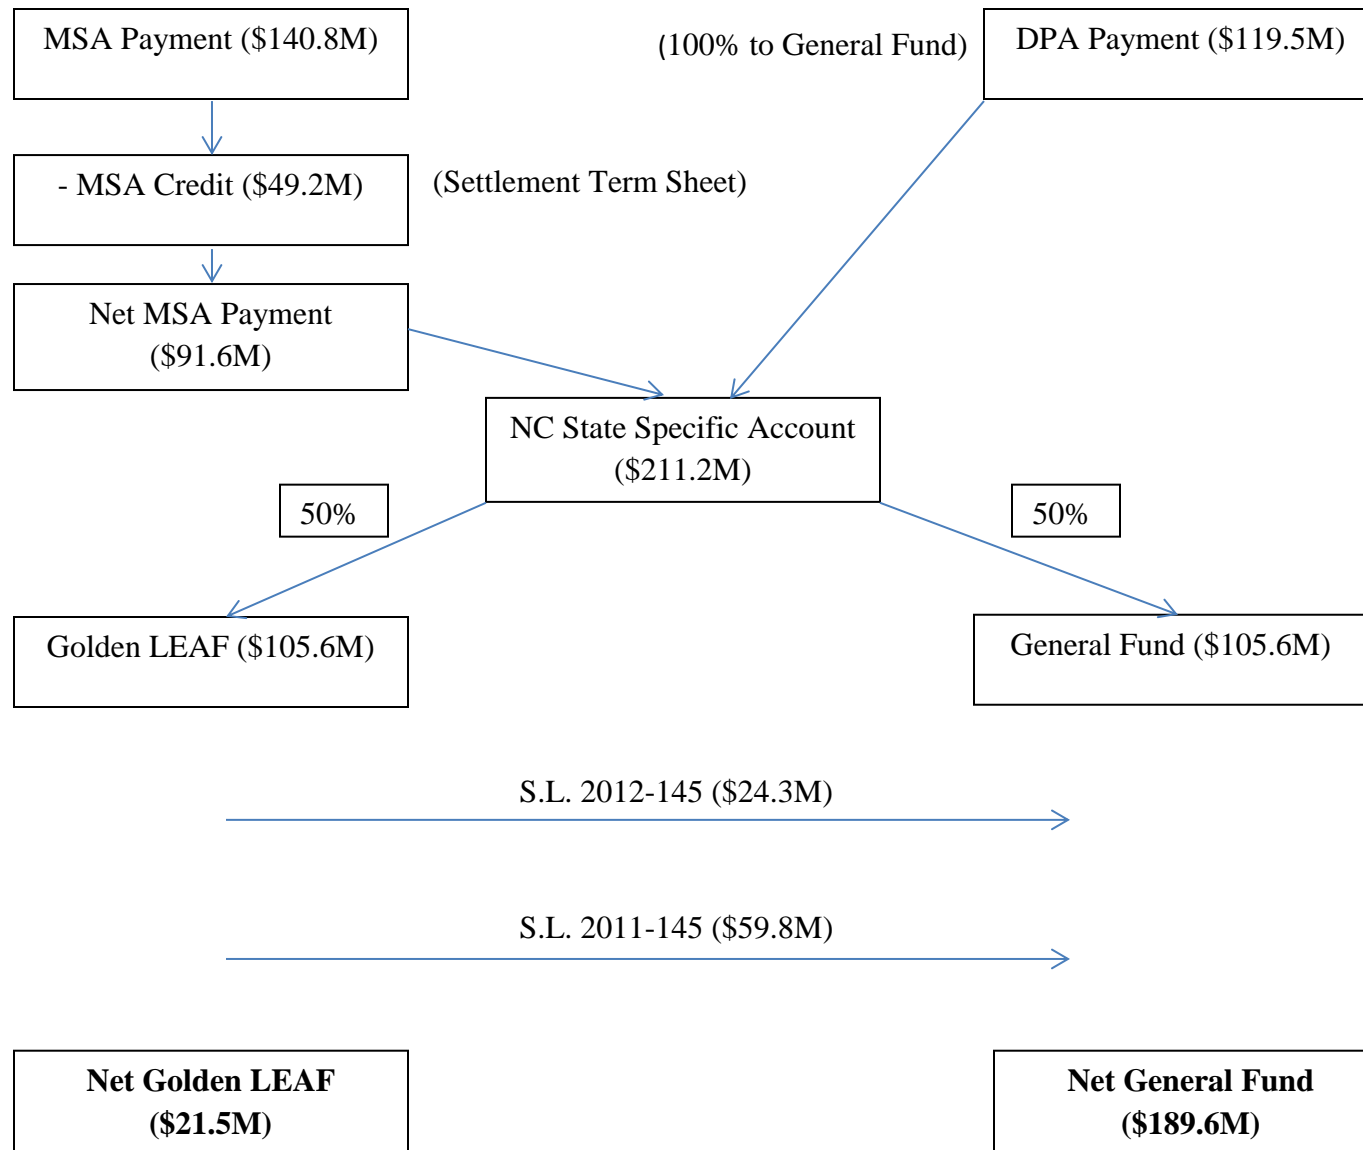 MSA Payment ($140.8M)
(100% to General Fund)
DPA Payment ($119.5M)
- MSA Credit ($49.2M)
(Settlement Term Sheet)
Net MSA Payment
($91.6M)
NC State Specific Account
($211.2M)
50%
50%
Golden LEAF ($105.6M)
General Fund ($105.6M)
S.L. 2012-145 ($24.3M)
S.L. 2011-145 ($59.8M)
Net Golden LEAF
($21.5M)
Net General Fund
($189.6M)